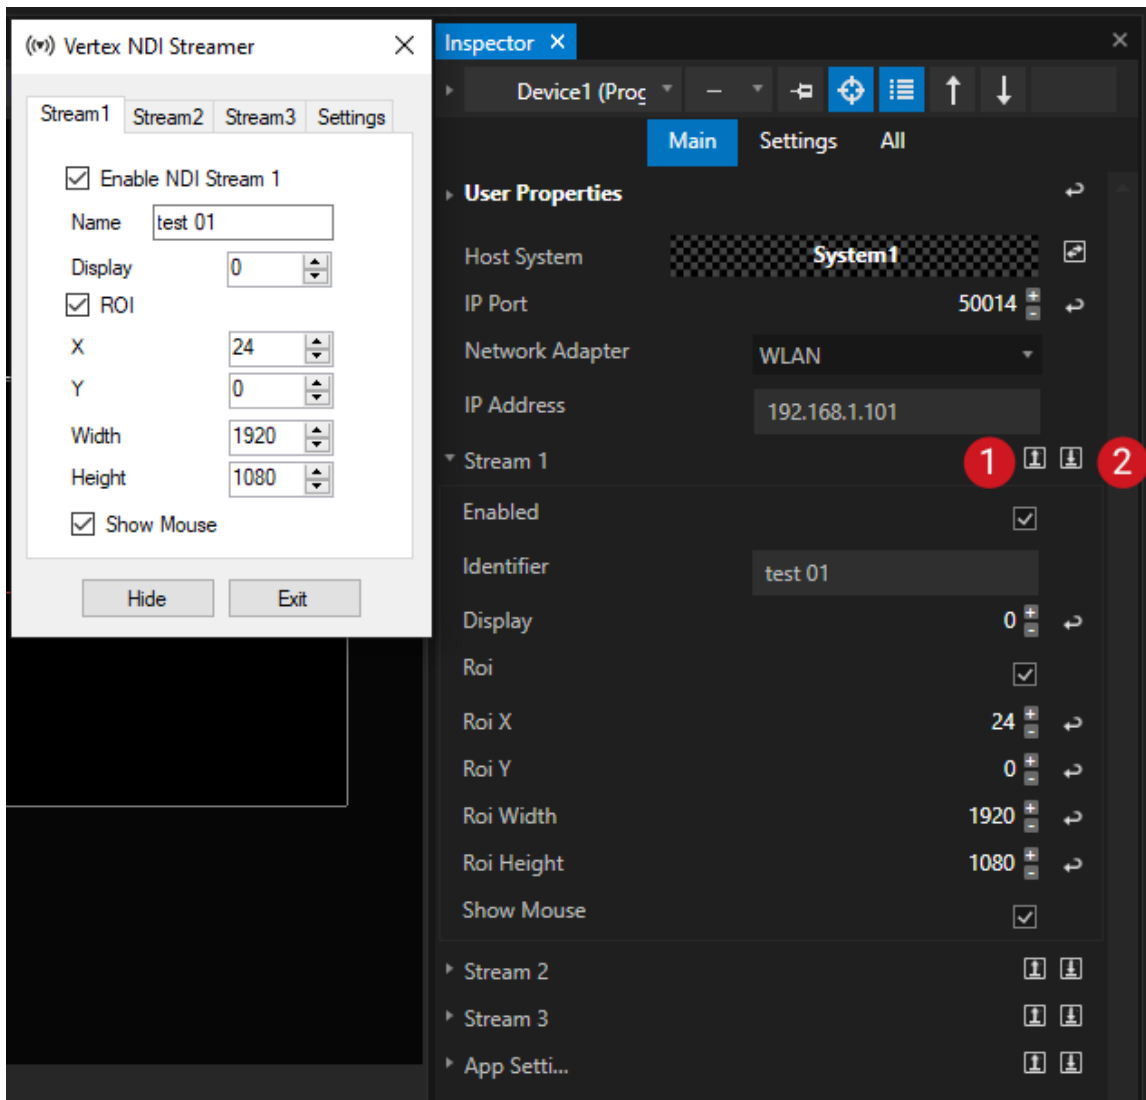 Vertex NDI Streamer
Stream1 Stream2 Stream3 Settings
Enable NDI Stream 1
Name test 01
Display 0
ROI
X 24
Y 0
Width 1920
Height 1080
Show Mouse
Hide Exit
Inspector
Device1 (Prog –
Main Settings All
User Properties
Host System System1
IP Port 50014
Network Adapter WLAN
IP Address 192.168.1.101
Stream 1 1 2
Enabled
Identifier test 01
Display 0
Roi
Roi X 24
Roi Y 0
Roi Width 1920
Roi Height 1080
Show Mouse
Stream 2
Stream 3
App Setti...